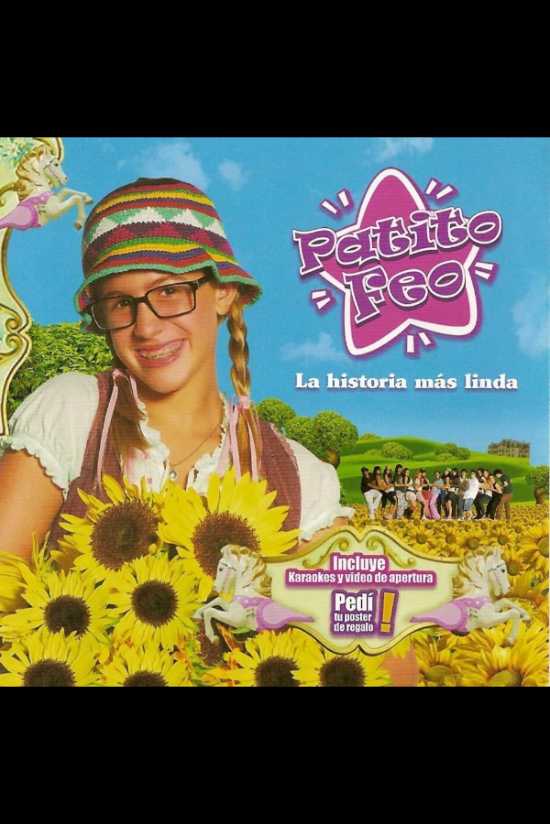 Patito
Feo
La historia más linda
Incluye
Karaokes y video de apertura
Pedí
tu poster
de regalo
!